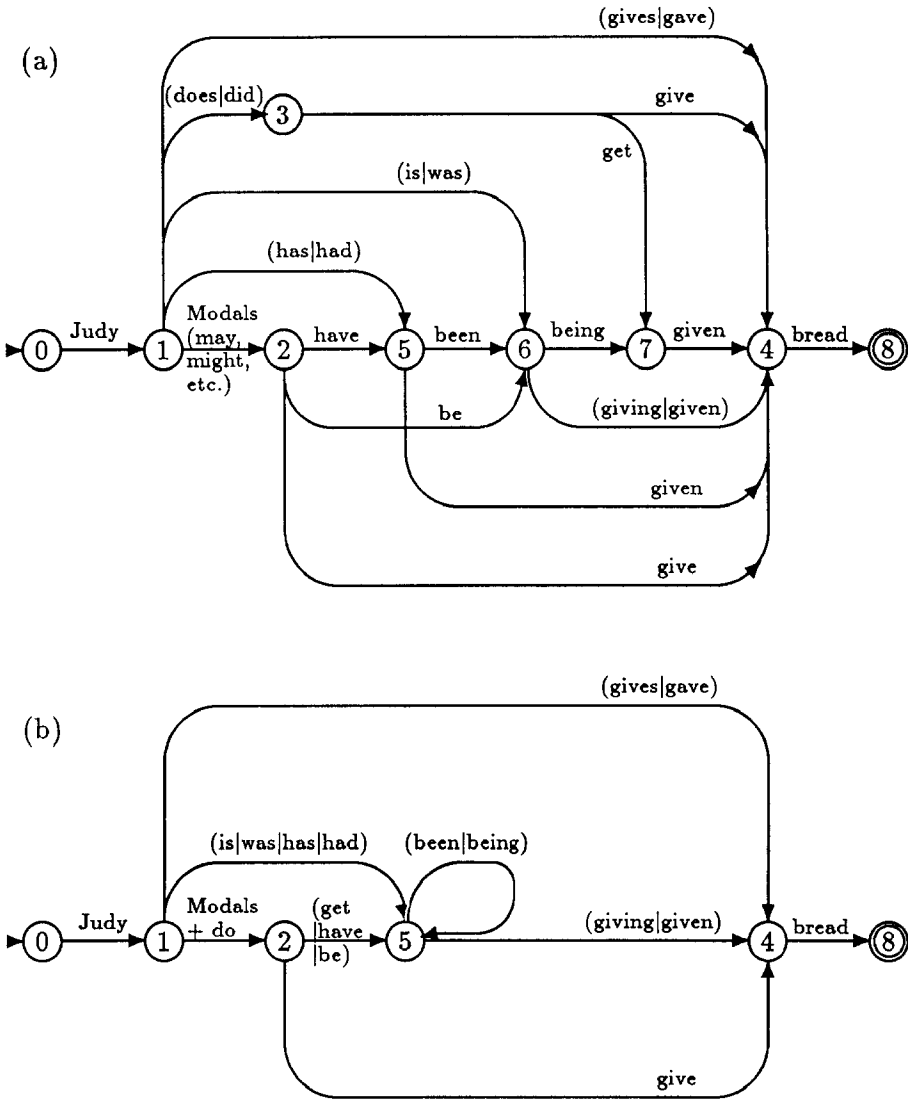 (gives|gave)
(a)
(does|did)
3
give
get
(is|was)
(has|had)
0
Judy
1
Modals
(may,
might,
etc.)
2
have
5
been
6
being
7
given
4
bread
8
be
(giving|given)
given
give
(gives|gave)
(b)
(is|was|has|had)
(been|being)
0
Judy
1
Modals
+ do
2
(get
|have
|be)
5
(giving|given)
4
bread
8
give